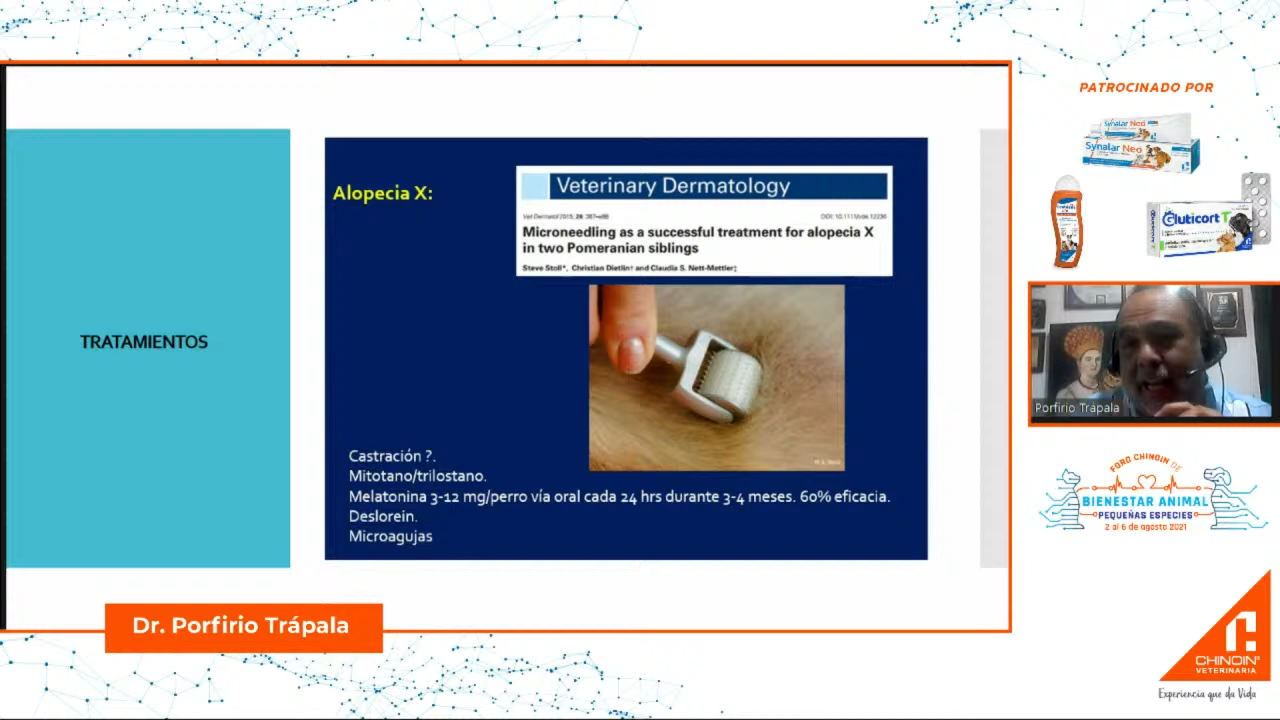 PATROCINADO POR
Synalar Neo
Synalar Neo
Gluticort T
Alopecia X:
Veterinary Dermatology
Microneedling as a successful treatment for alopecia X
in two Pomeranian siblings
Steve Stoll*, Christian Dietlin† and Claudia S. Nett-Mettler‡
TRATAMIENTOS
Castración ?.
Mitotano/trilostano.
Melatonina 3-12 mg/perro vía oral cada 24 hrs durante 3-4 meses. 60% eficacia.
Deslorein.
Microagujas
Porfirio Trápala
FORO CHINOIN DE
BIENESTAR ANIMAL
PEQUEÑAS ESPECIES
2 al 6 de agosto 2021
Dr. Porfirio Trápala
CHINOIN
VETERINARIA
Experiencia que da Vida